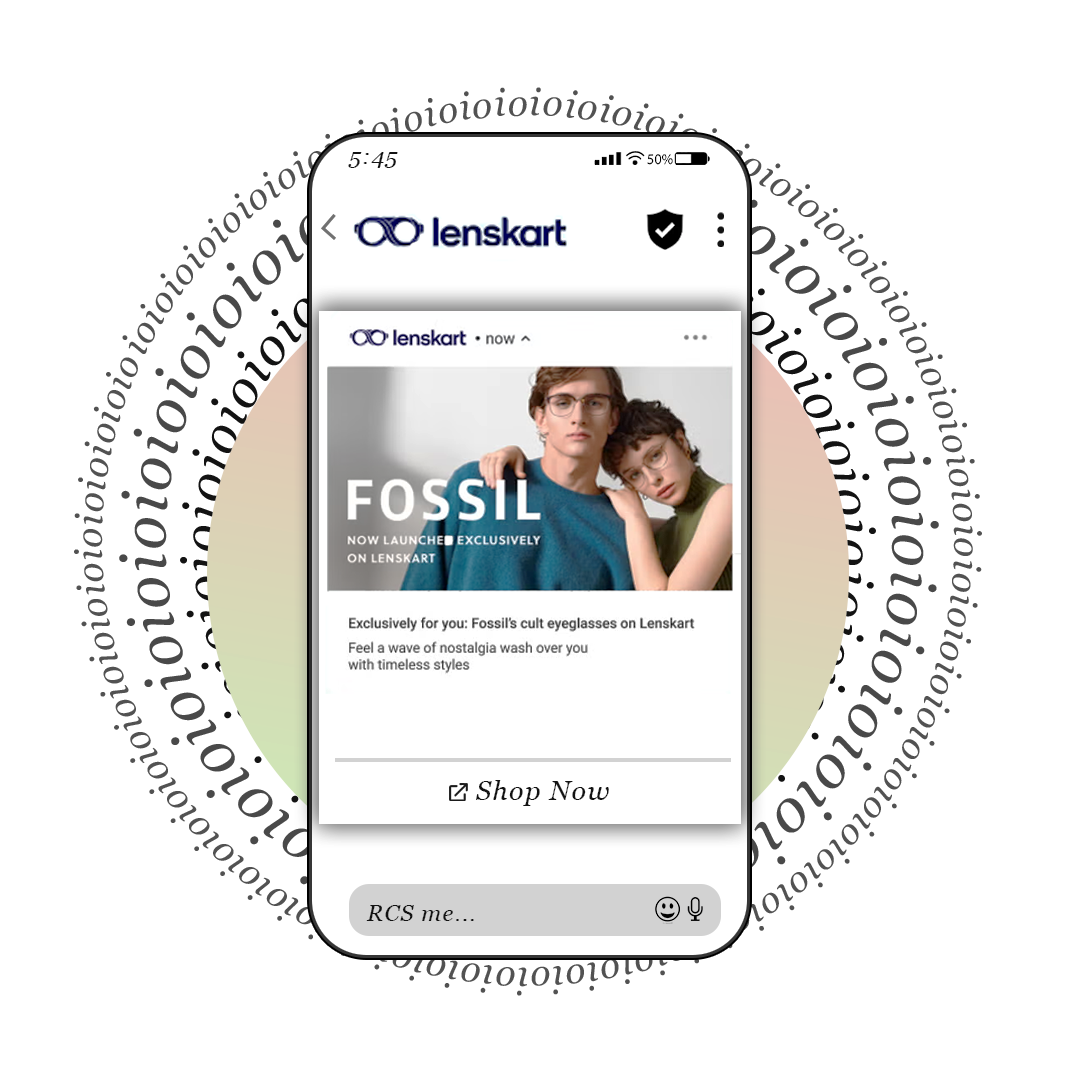 5:45
50%
lenskart
lenskart • now
FOSSIL
NOW LAUNCHED EXCLUSIVELY
ON LENSKART
Exclusively for you: Fossil's cult eyeglasses on Lenskart
Feel a wave of nostalgia wash over you
with timeless styles
Shop Now
RCS me...